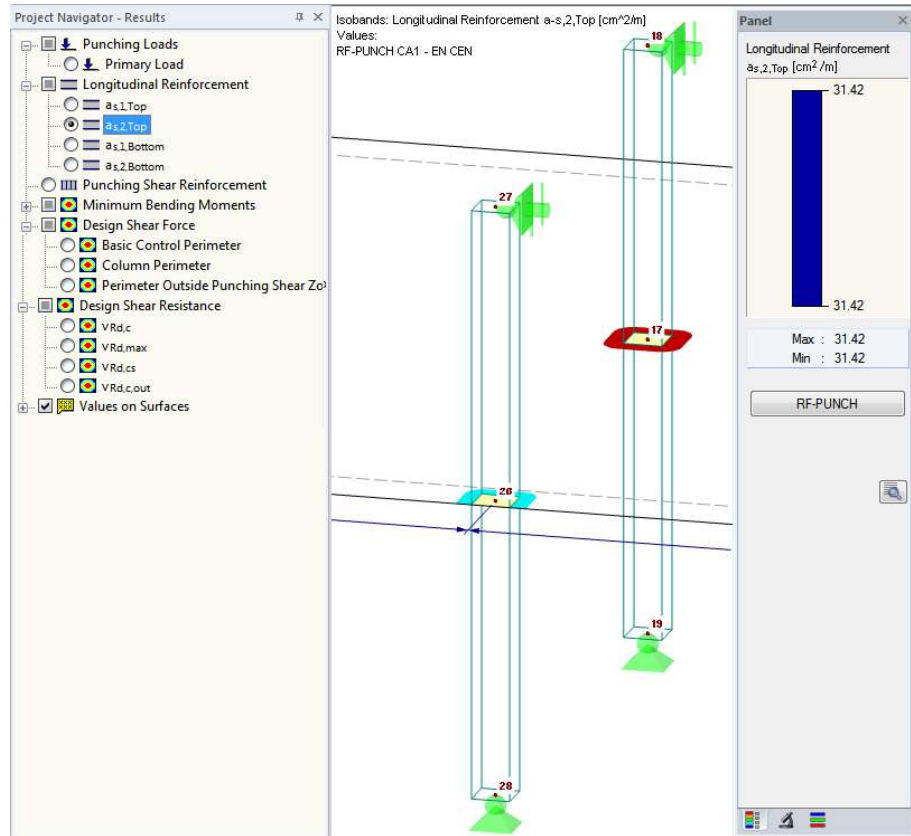 Project Navigator - Results
Punching Loads
Primary Load
Longitudinal Reinforcement
as,1,Top
as,2,Top
as,1,Bottom
as,2,Bottom
Punching Shear Reinforcement
Minimum Bending Moments
Design Shear Force
Basic Control Perimeter
Column Perimeter
Perimeter Outside Punching Shear Zo
Design Shear Resistance
VRd,c
VRd,max
VRd,cs
VRd,c,out
Values on Surfaces
Isobands: Longitudinal Reinforcement a-s,2,Top [cm^2/m]
Values:
RF-PUNCH CA1 - EN CEN
18
27
17
26
19
28
Panel
Longitudinal Reinforcement
as,2,Top [cm2/m]
31.42
31.42
Max : 31.42
Min : 31.42
RF-PUNCH